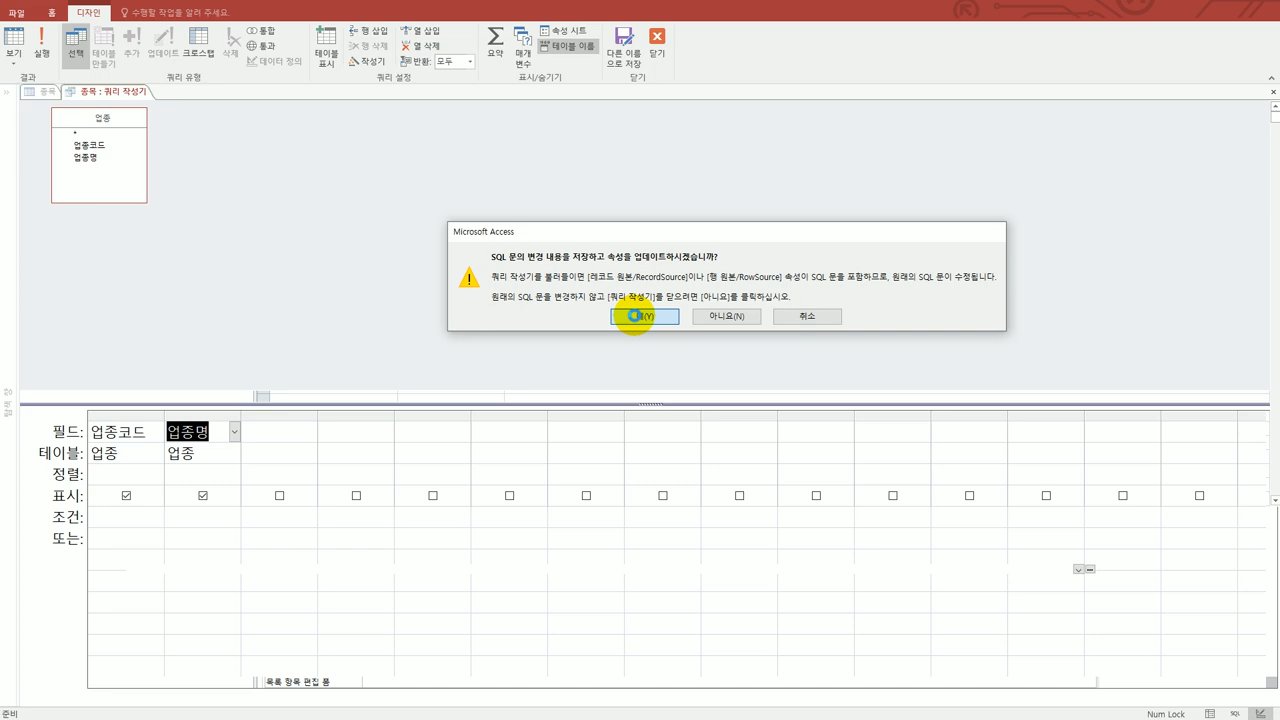 파일 홈 디자인 수행할 작업을 알려 주세요.
보기 실행 선택 테이블 만들기 추가 업데이트 크로스탭 삭제 통합 통과 데이터 정의
테이블 표시 행 삽입 행 삭제 작성기 열 삽입 열 삭제 반환: 모두
요약 매개 변수 속성 시트 테이블 이름 다른 이름으로 저장 닫기
결과 쿼리 유형 쿼리 설정 표시/숨기기 닫기
종목 종목 : 쿼리 작성기
업종
*
업종코드
업종명
Microsoft Access
SQL 문의 변경 내용을 저장하고 속성을 업데이트하시겠습니까?
쿼리 작성기를 불러들이면 [레코드 원본/RecordSource]이나 [행 원본/RowSource] 속성이 SQL 문을 포함하므로, 원래의 SQL 문이 수정됩니다.
원래의 SQL 문을 변경하지 않고 [쿼리 작성기]를 닫으려면 [아니요]를 클릭하십시오.
(Y) 아니요(N) 취소
필드: 업종코드 업종명
테이블: 업종 업종
정렬:
표시:
조건:
또는:
목록 항목 편집 폼
준비 Num Lock SQL